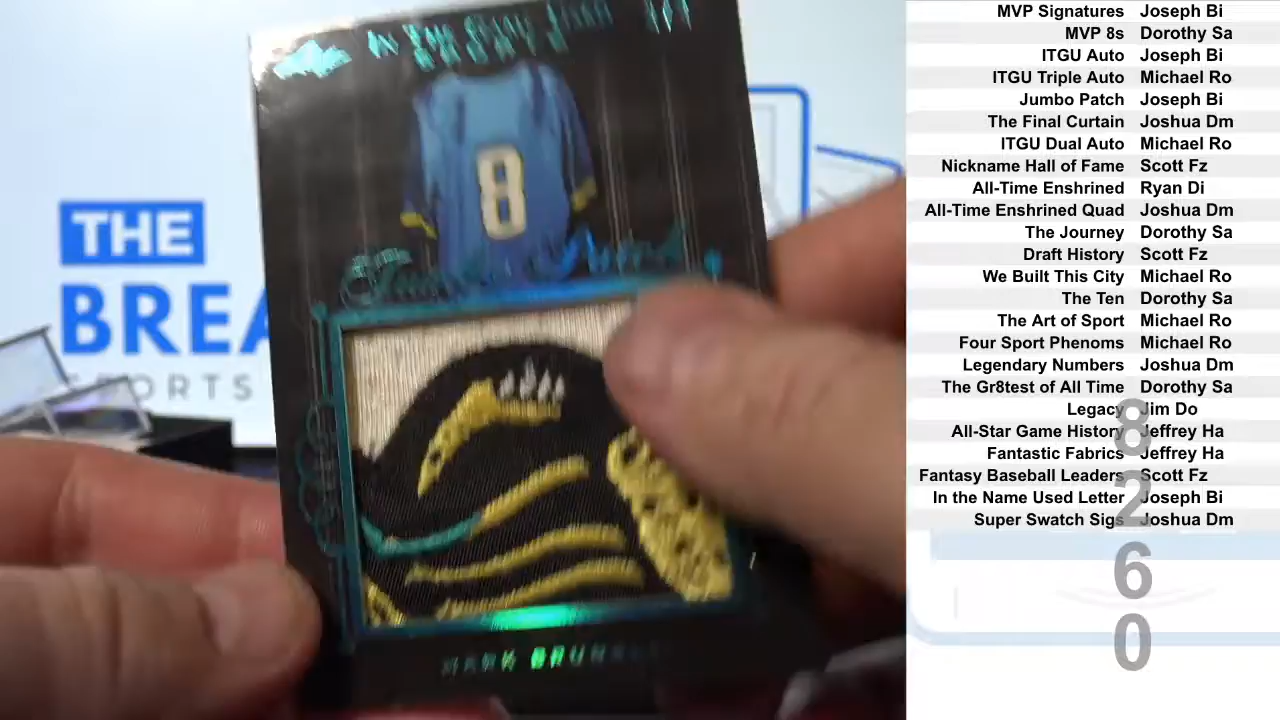 MVP Signatures Joseph Bi
MVP 8s Dorothy Sa
ITGU Auto Joseph Bi
ITGU Triple Auto Michael Ro
Jumbo Patch Joseph Bi
The Final Curtain Joshua Dm
ITGU Dual Auto Michael Ro
Nickname Hall of Fame Scott Fz
All-Time Enshrined Ryan Di
All-Time Enshrined Quad Joshua Dm
The Journey Dorothy Sa
Draft History Scott Fz
We Built This City Michael Ro
The Ten Dorothy Sa
The Art of Sport Michael Ro
Four Sport Phenoms Michael Ro
Legendary Numbers Joshua Dm
The Gr8test of All Time Dorothy Sa
Legacy Jim Do
All-Star Game History Jeffrey Ha
Fantastic Fabrics Jeffrey Ha
Fantasy Baseball Leaders Scott Fz
In the Name Used Letter Joseph Bi
Super Swatch Sigs Joshua Dm
8
2
6
0
1/1
8
THE
MARK